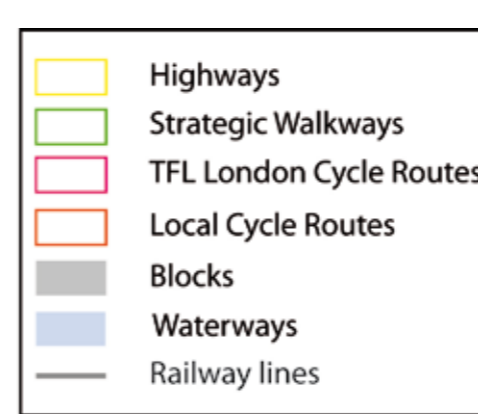 Highways
Strategic Walkways
TFL London Cycle Routes
Local Cycle Routes
Blocks
Waterways
Railway lines